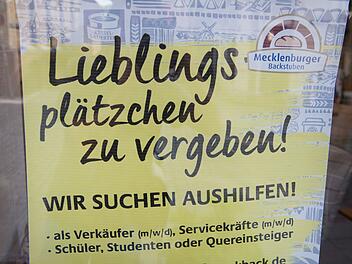 Mecklenburger
Backstuben
Lieblings-
plätzchen
zu vergeben!
WIR SUCHEN AUSHILFEN!
· als Verkäufer (m/w/d), Servicekräfte (m/w/d)
· Schüler, Studenten oder Quereinsteiger